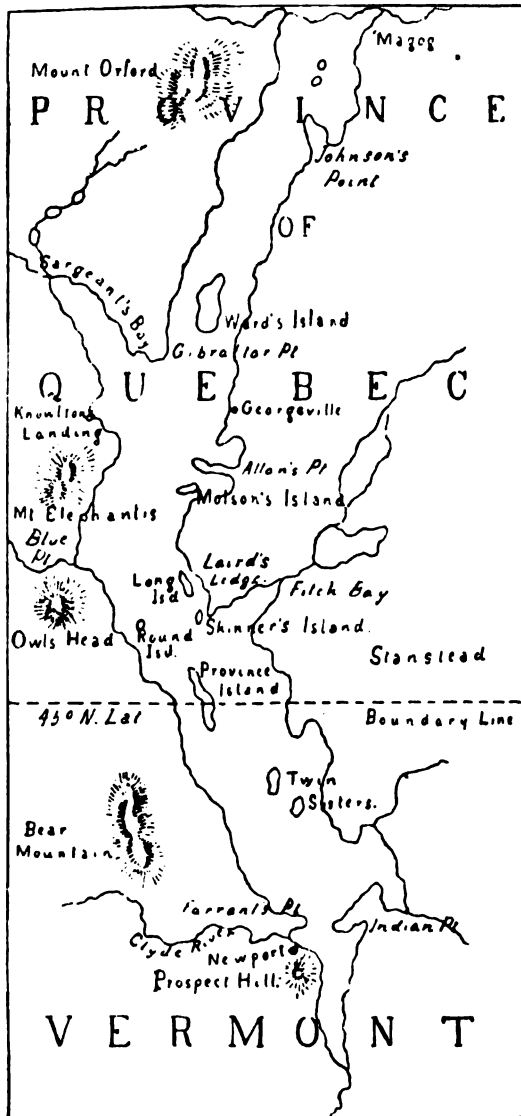 Magog
Mount Orford
PROVINCE
Johnson's
Point
OF
Sargeant's Bay
Ward's Island
Gibraltar Pt
QUEBEC
Knowltons
Landing
Georgeville
Allan's Pt
Molson's Island
Mt Elephantis
Blue
Pt
Laird's
Ledge
Long
Isd
Fitch Bay
Owls Head
Round
Isd.
Skinner's Island.
Stanstead
Province
Island
45° N. Lat
Boundary Line
Twin
Sisters.
Bear
Mountain
Farrant's Pt
Indian Pt
Clyde River
Newport
Prospect Hill.
VERMONT